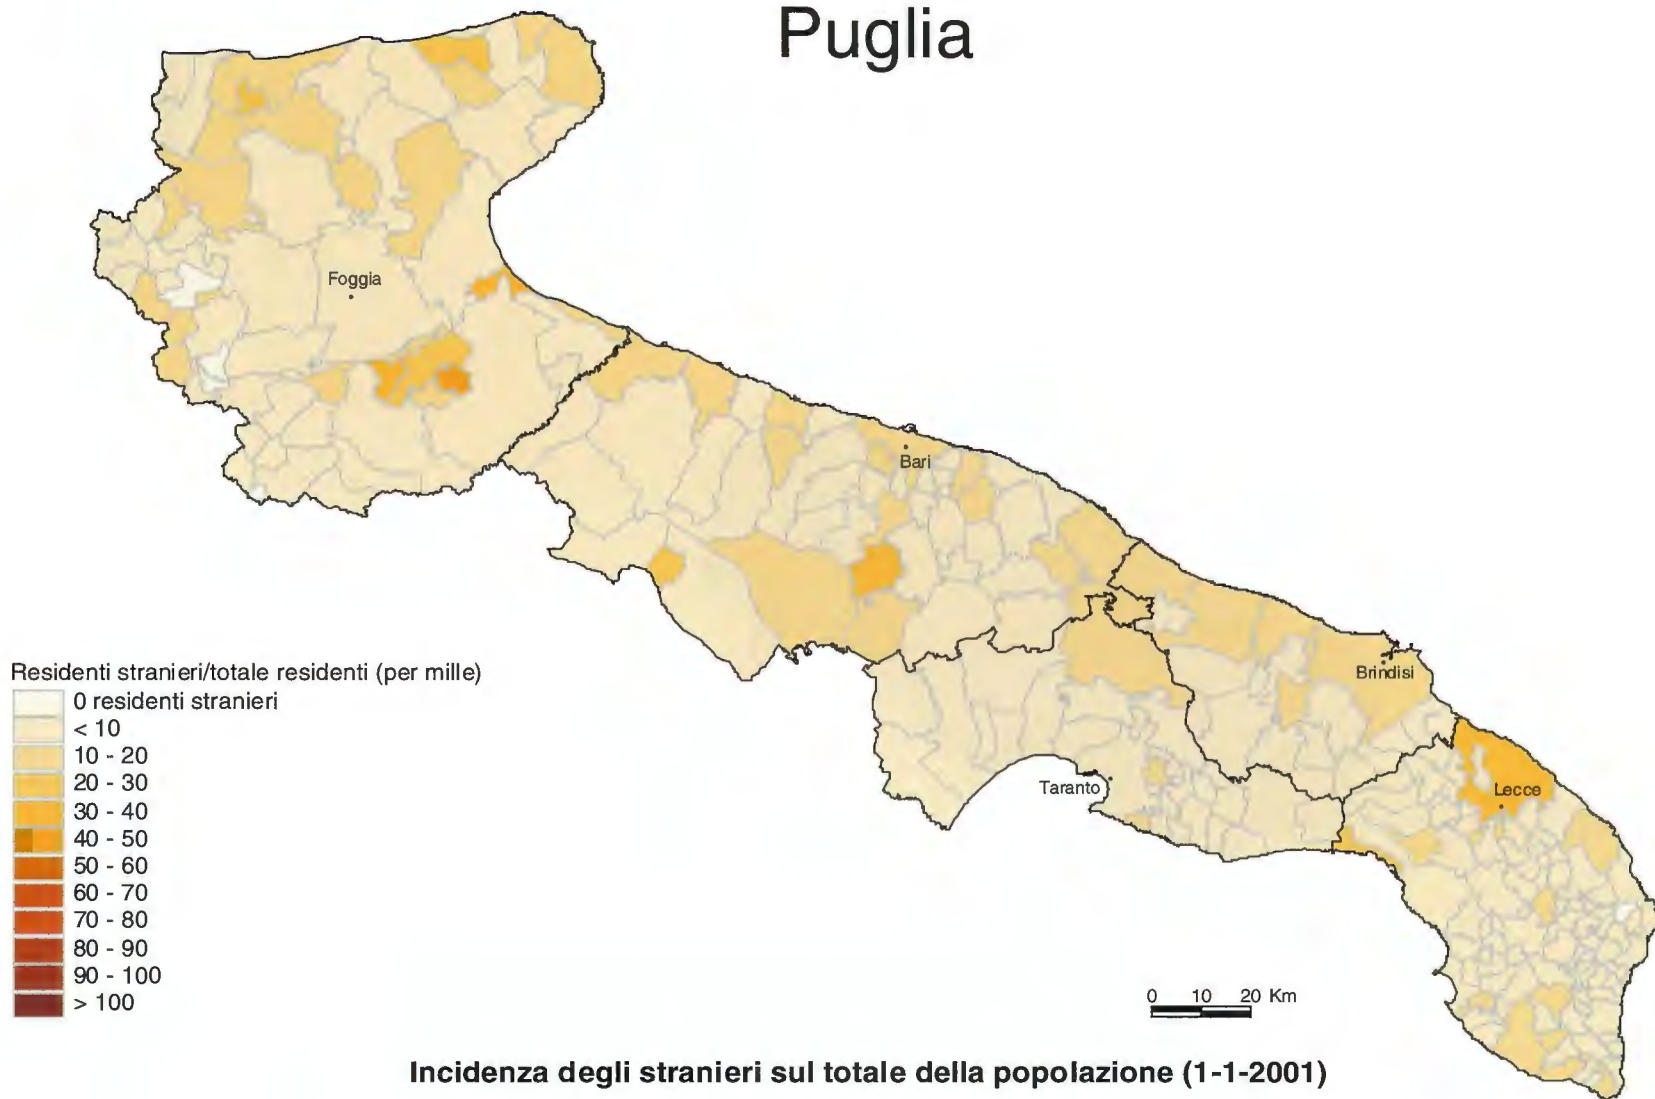 Puglia
Foggia
Bari
Brindisi
Taranto
Lecce
Residenti stranieri/totale residenti (per mille)
0 residenti stranieri
< 10
10 - 20
20 - 30
30 - 40
40 - 50
50 - 60
60 - 70
70 - 80
80 - 90
90 - 100
> 100
0 10 20 Km
Incidenza degli stranieri sul totale della popolazione (1-1-2001)